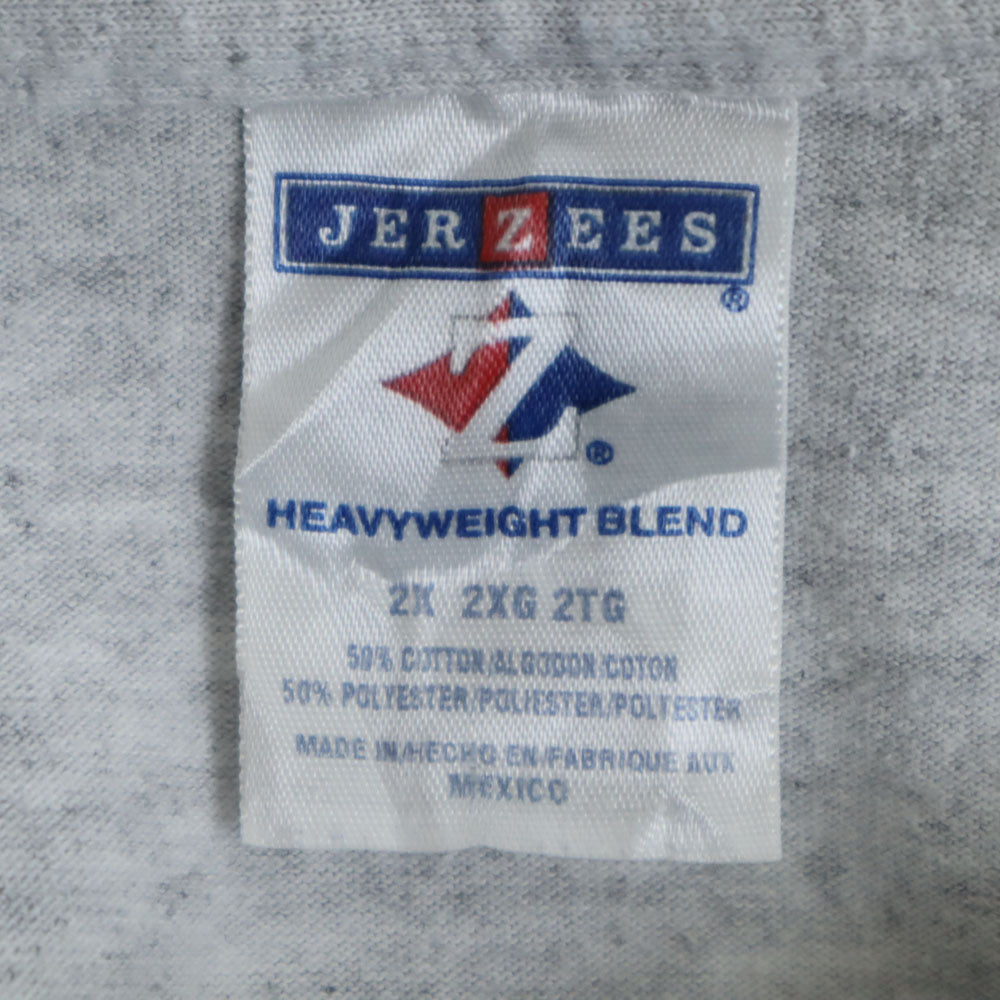 JERZEES®
Z®
HEAVYWEIGHT BLEND
2X 2XG 2TG
50% COTTON/ALGODON/COTON
50% POLYESTER/POLIESTER/POLYESTER
MADE IN/HECHO EN/FABRIQUE AUX
MEXICO